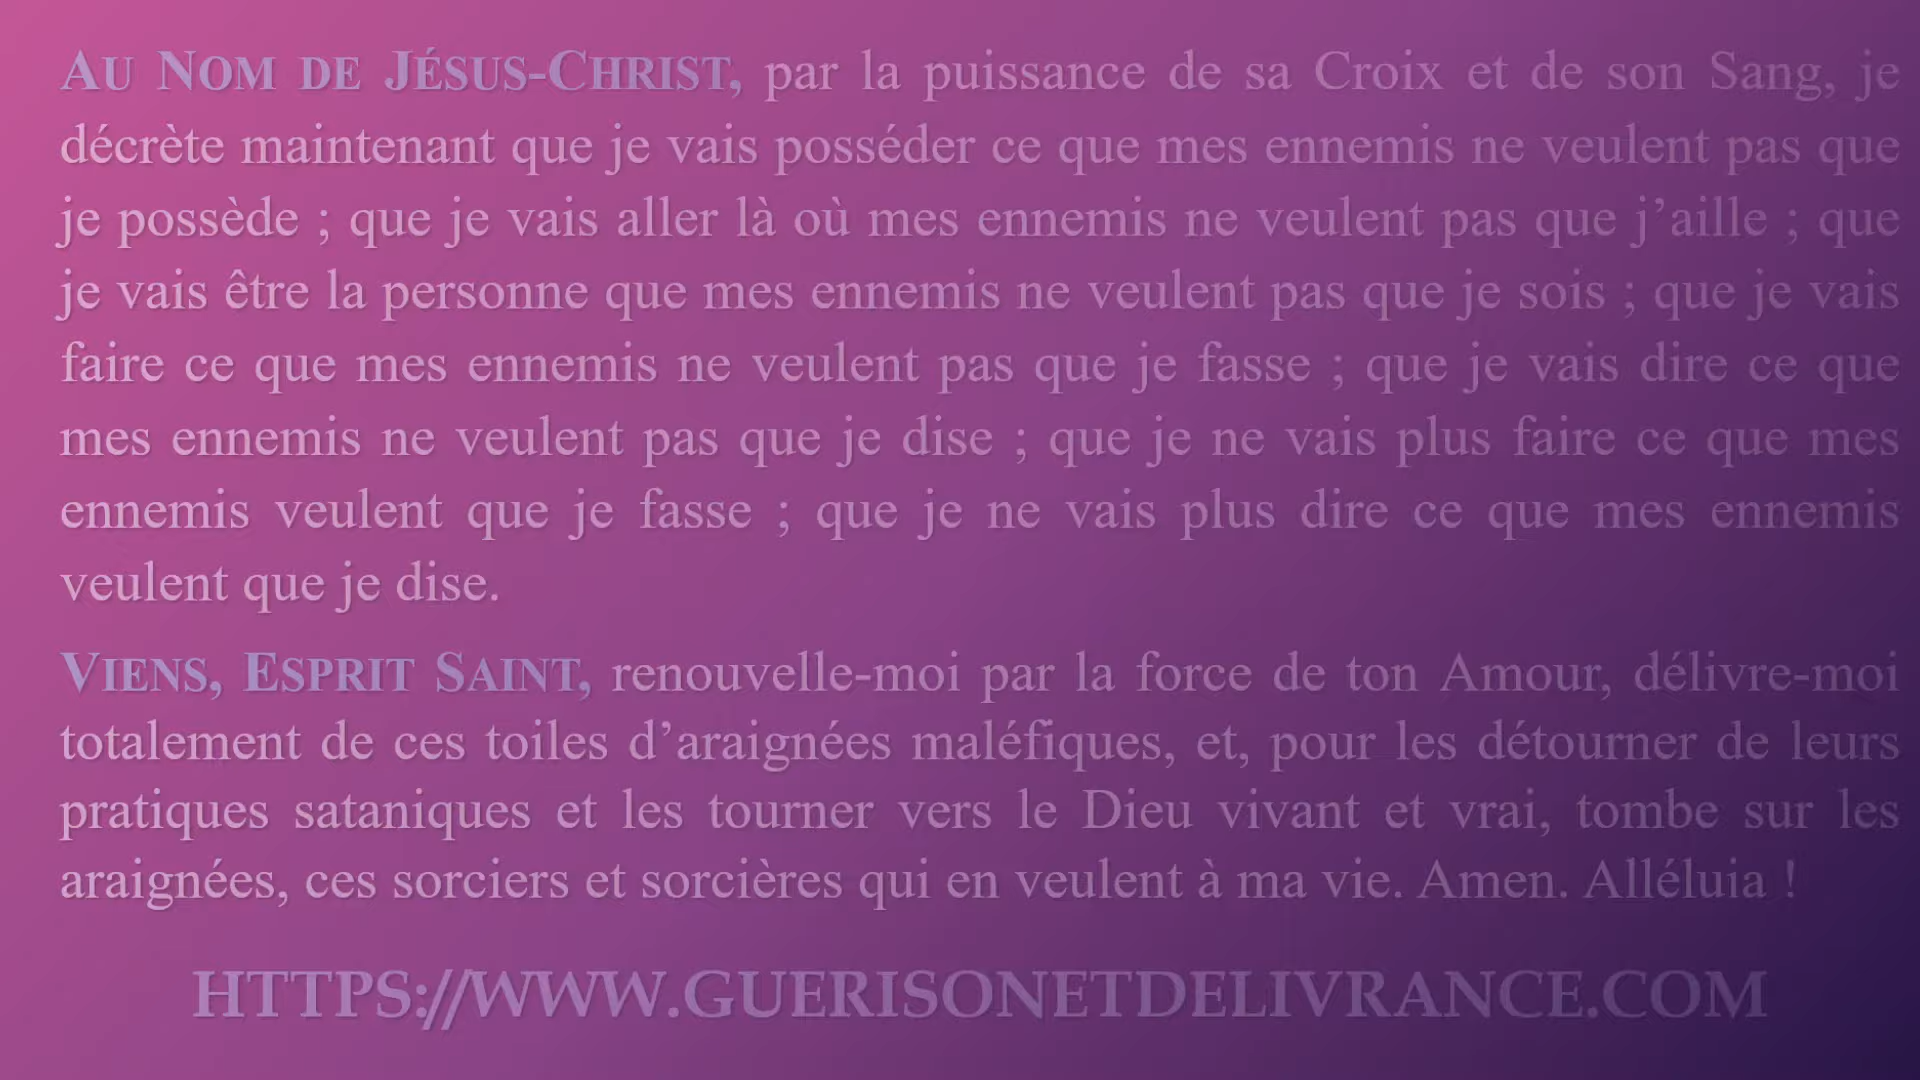 AU NOM DE JÉSUS-CHRIST, par la puissance de sa Croix et de son Sang, je
décrète maintenant que je vais posséder ce que mes ennemis ne veulent pas que
je possède ; que je vais aller là où mes ennemis ne veulent pas que j’aille ; que
je vais être la personne que mes ennemis ne veulent pas que je sois ; que je vais
faire ce que mes ennemis ne veulent pas que je fasse ; que je vais dire ce que
mes ennemis ne veulent pas que je dise ; que je ne vais plus faire ce que mes
ennemis veulent que je fasse ; que je ne vais plus dire ce que mes ennemis
veulent que je dise.
VIENS, ESPRIT SAINT, renouvelle-moi par la force de ton Amour, délivre-moi
totalement de ces toiles d’araignées maléfiques, et, pour les détourner de leurs
pratiques sataniques et les tourner vers le Dieu vivant et vrai, tombe sur les
araignées, ces sorciers et sorcières qui en veulent à ma vie. Amen. Alléluia !
HTTPS://WWW.GUERISONETDELIVRANCE.COM